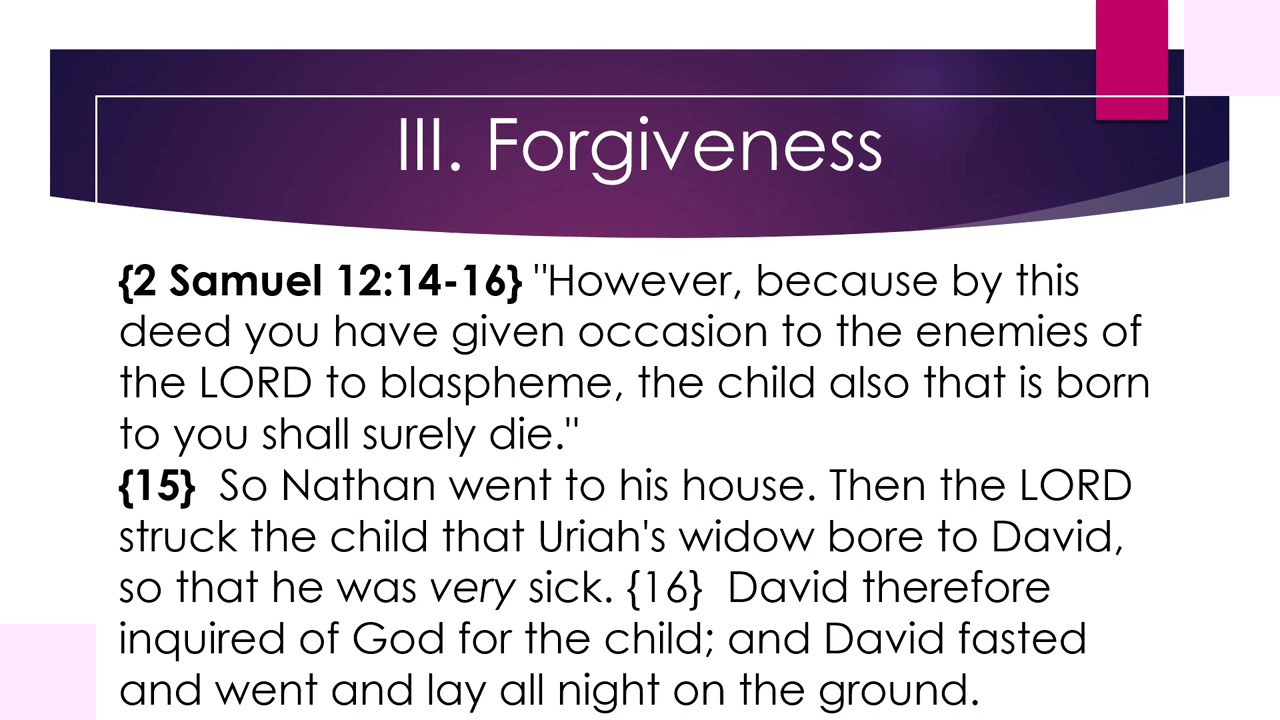 III. Forgiveness
{2 Samuel 12:14-16} "However, because by this
deed you have given occasion to the enemies of
the LORD to blaspheme, the child also that is born
to you shall surely die."
{15}  So Nathan went to his house. Then the LORD
struck the child that Uriah's widow bore to David,
so that he was very sick. {16}  David therefore
inquired of God for the child; and David fasted
and went and lay all night on the ground.